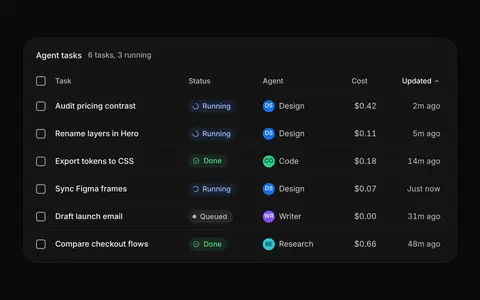 Agent tasks 6 tasks, 3 running
Task Status Agent Cost Updated
Audit pricing contrast Running DS Design $0.42 2m ago
Rename layers in Hero Running DS Design $0.11 5m ago
Export tokens to CSS Done CO Code $0.18 14m ago
Sync Figma frames Running DS Design $0.07 Just now
Draft launch email Queued WR Writer $0.00 31m ago
Compare checkout flows Done RE Research $0.66 48m ago